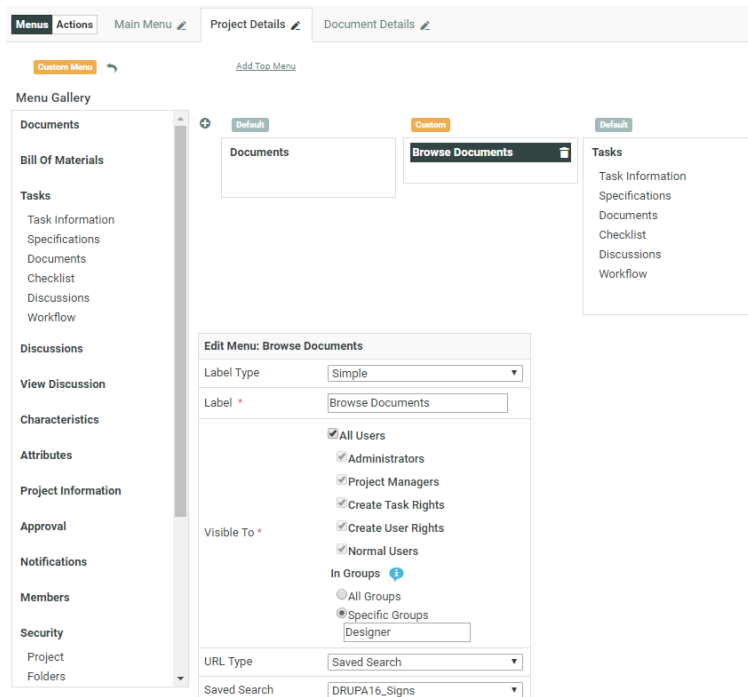 Menus Actions Main Menu Project Details Document Details
Custom Menu Add Top Menu
Menu Gallery
Documents
Bill Of Materials
Tasks
Task Information
Specifications
Documents
Checklist
Discussions
Workflow
Discussions
View Discussion
Characteristics
Attributes
Project Information
Approval
Notifications
Members
Security
Project
Folders
Default
Documents
Custom
Browse Documents
Default
Tasks
Task Information
Specifications
Documents
Checklist
Discussions
Workflow
Edit Menu: Browse Documents
Label Type Simple
Label * Browse Documents
Visible To *
All Users
Administrators
Project Managers
Create Task Rights
Create User Rights
Normal Users
In Groups
All Groups
Specific Groups
Designer
URL Type Saved Search
Saved Search DRUPA16_Signs